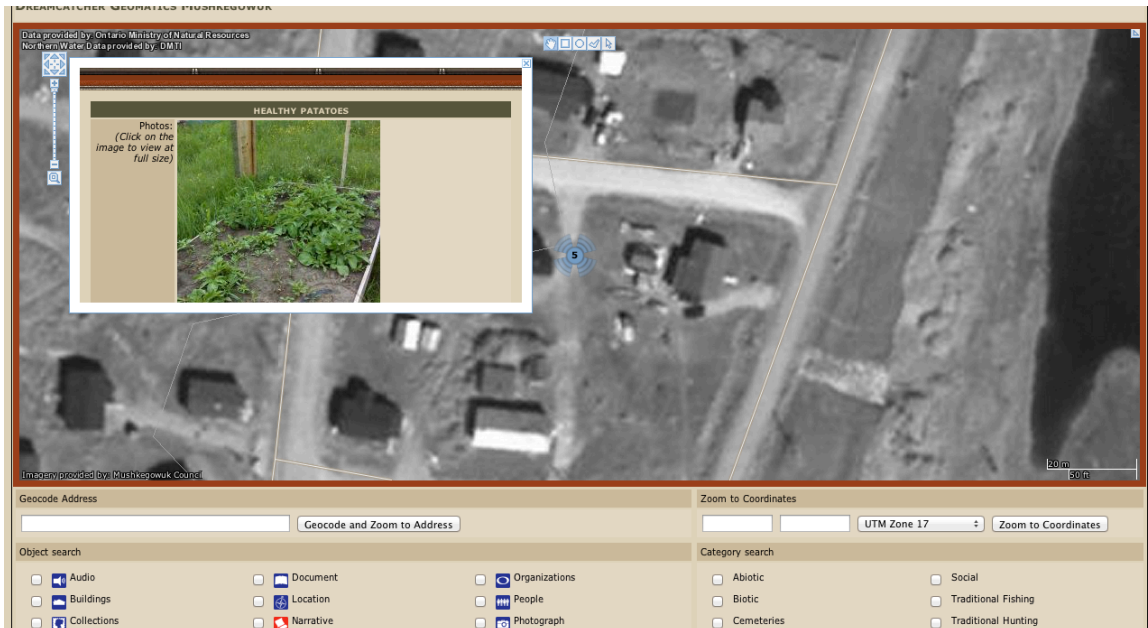 DREAMCATCHER GEOMATICS MUSHKEGOWUK
Data provided by: Ontario Ministry of Natural Resources
Northern Water Data provided by: DMTI
HEALTHY PATATOES
Photos:
(Click on the
image to view at
full size)
5
Imagery provided by: Mushkegowuk Council
20 m
50 ft
Geocode Address
Zoom to Coordinates
Geocode and Zoom to Address
UTM Zone 17
Zoom to Coordinates
Object search
Category search
Audio
Document
Organizations
Abiotic
Social
Buildings
Location
People
Biotic
Traditional Fishing
Collections
Narrative
Photograph
Cemeteries
Traditional Hunting